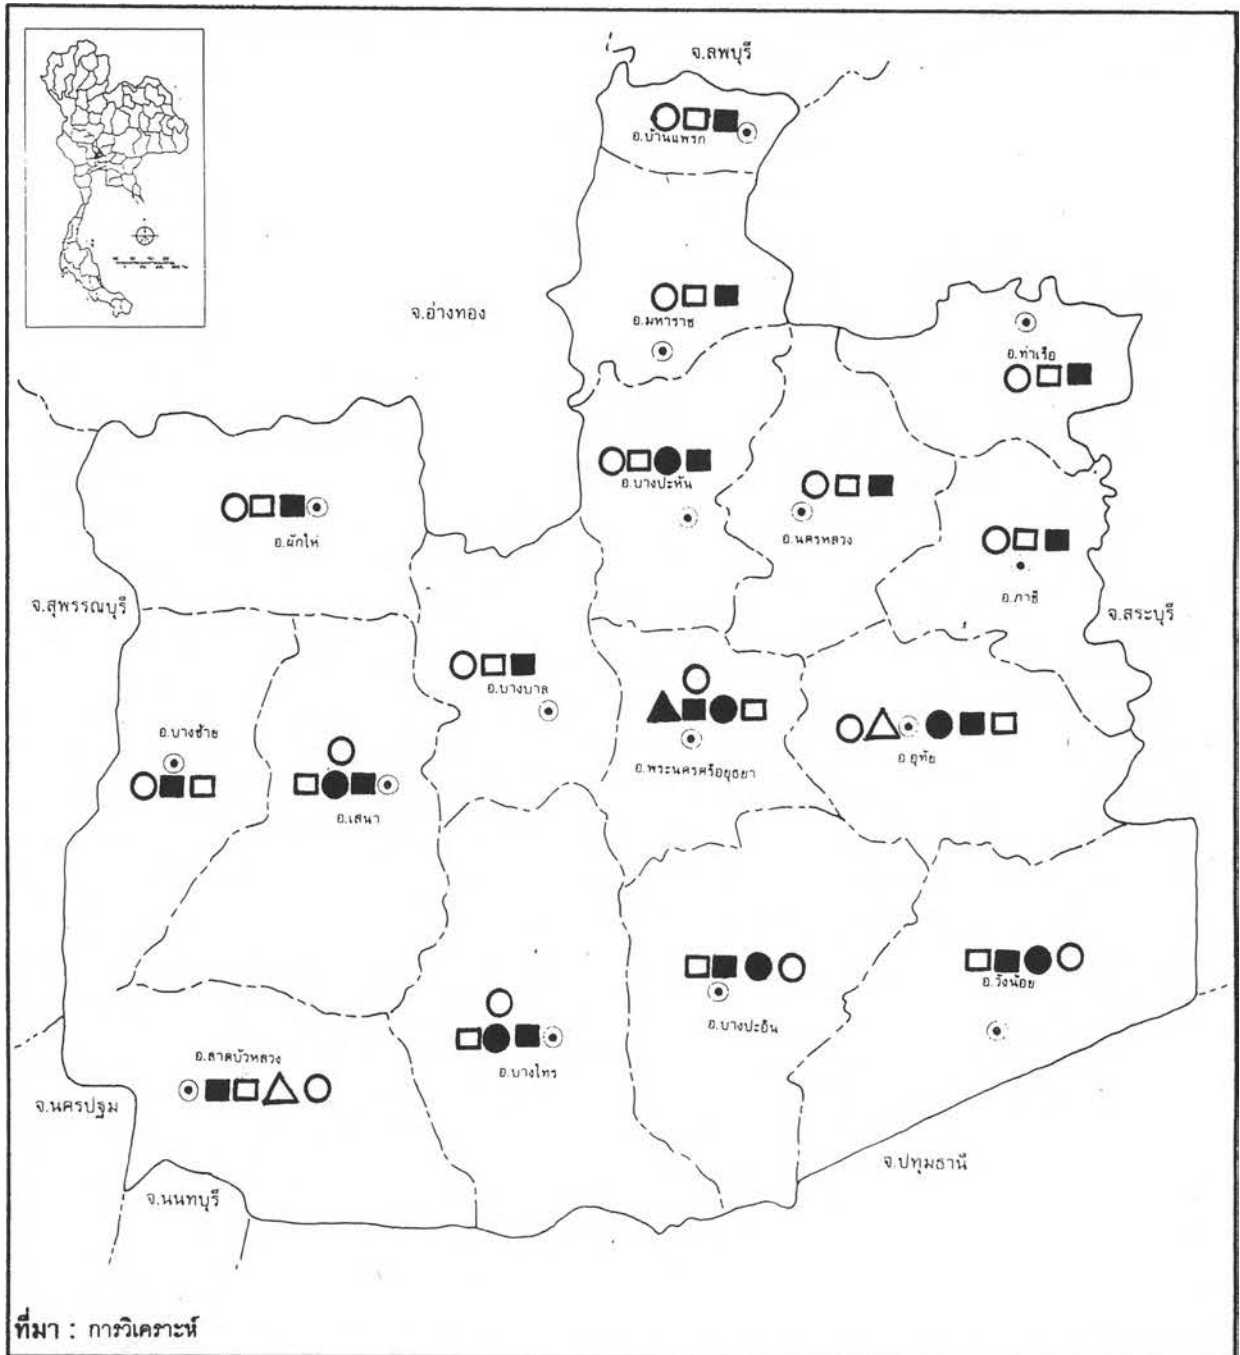 จ.ลพบุรี
อ.บ้านแพรก
จ.อ่างทอง
อ.มหาราช
อ.ท่าเรือ
อ.บางปะหัน
อ.นครหลวง
อ.ผักไห่
อ.ภาชี
จ.สุพรรณบุรี
จ.สระบุรี
อ.บางบาล
อ.บางซ้าย
อ.พระนครศรีอยุธยา
อ.อุทัย
อ.เสนา
อ.วังน้อย
อ.บางปะอิน
อ.ลาดบัวหลวง
อ.บางไทร
จ.นครปฐม
จ.ปทุมธานี
จ.นนทบุรี
ที่มา : การวิเคราะห์